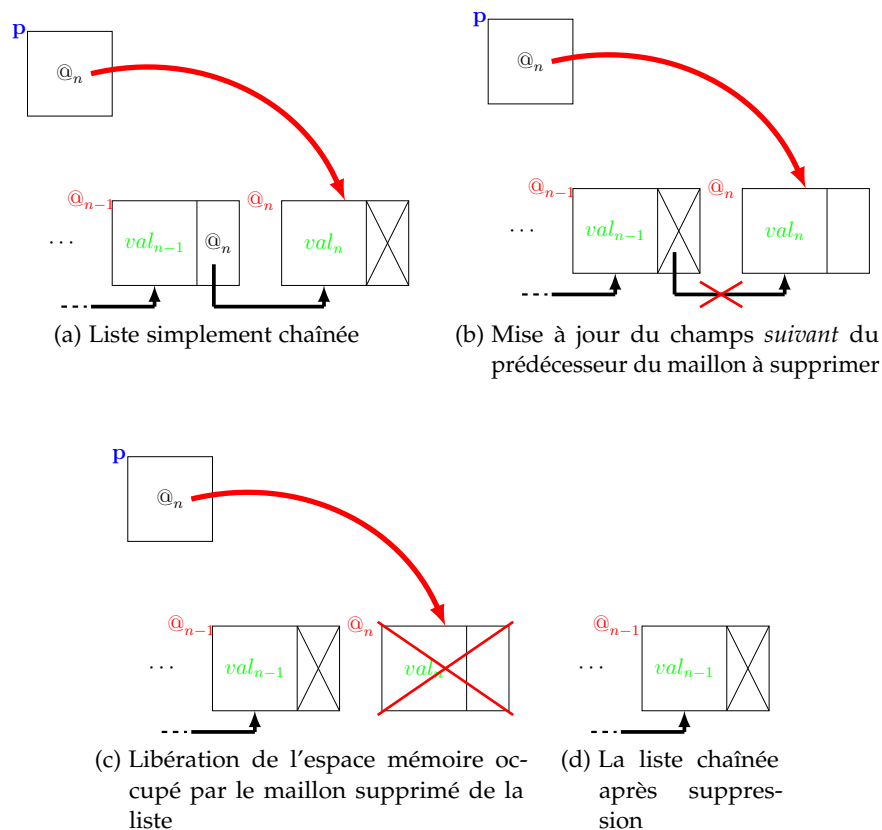 p
@n
@n-1
@n
... valn-1 @n valn
(a) Liste simplement chaînée
p
@n
@n-1
@n
... valn-1 valn
(b) Mise à jour du champs suivant du
prédécesseur du maillon à supprimer
p
@n
@n-1
@n
... valn-1 valn
(c) Libération de l'espace mémoire oc-
cupé par le maillon supprimé de la
liste
@n-1
... valn-1
(d) La liste chaînée
après suppres-
sion